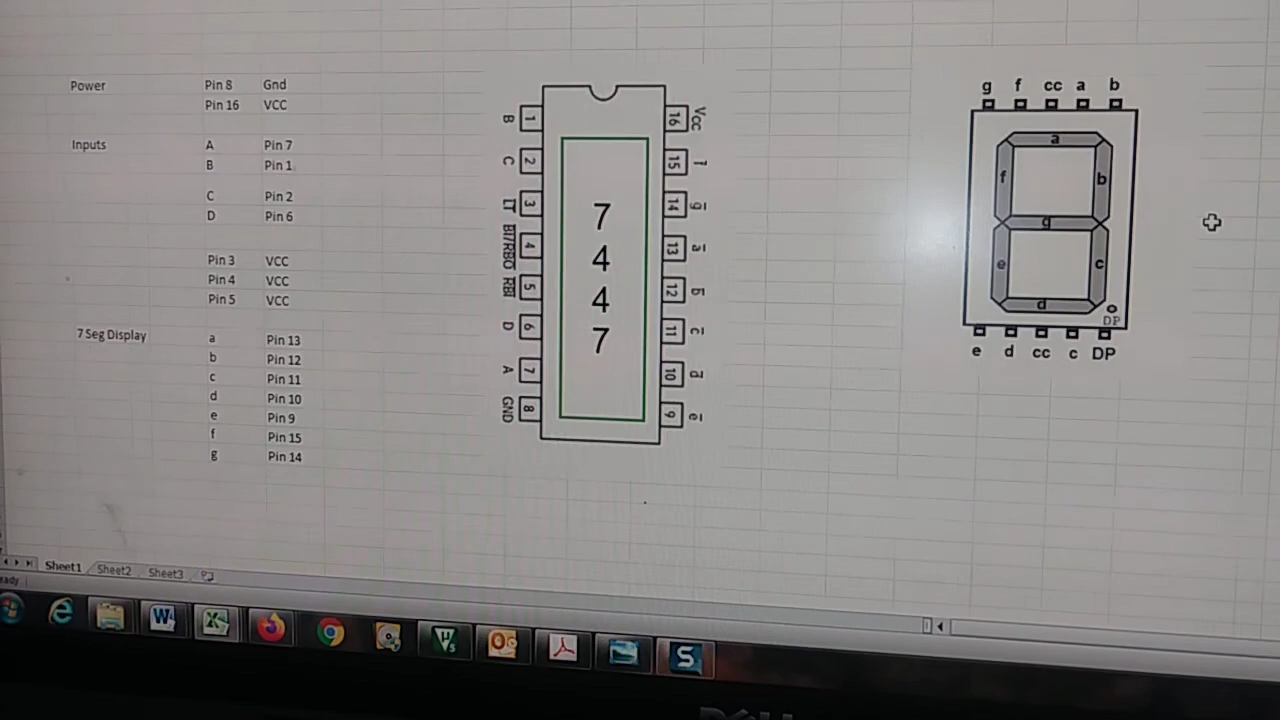 Power Pin 8 Gnd
Pin 16 VCC
Inputs A Pin 7
B Pin 1
C Pin 2
D Pin 6
Pin 3 VCC
Pin 4 VCC
Pin 5 VCC
7 Seg Display a Pin 13
b Pin 12
c Pin 11
d Pin 10
e Pin 9
f Pin 15
g Pin 14
B 1
C 2
LT 3
BI/RBO 4
RBI 5
D 6
A 7
GND 8
7
4
4
7
16 Vcc
15 f
14 g
13 a
12 b
11 c
10 d
9 e
g f cc a b
a
f b
g
e c
d
DP
e d cc c DP
Sheet1 Sheet2 Sheet3
eady
DELL